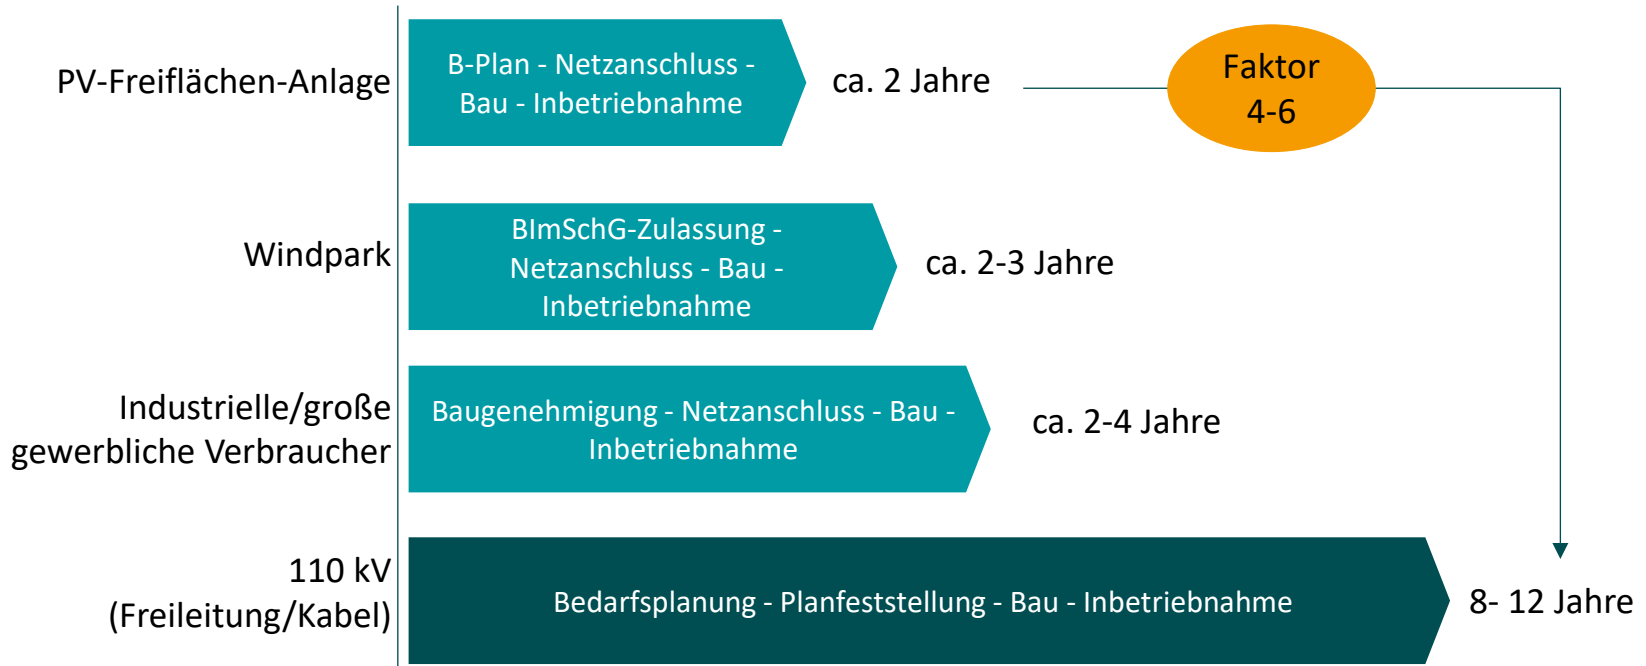 PV-Freiflächen-Anlage
B-Plan - Netzanschluss -
Bau - Inbetriebnahme
ca. 2 Jahre
Faktor
4-6
Windpark
BImSchG-Zulassung -
Netzanschluss - Bau -
Inbetriebnahme
ca. 2-3 Jahre
Industrielle/große
gewerbliche Verbraucher
Baugenehmigung - Netzanschluss - Bau -
Inbetriebnahme
ca. 2-4 Jahre
110 kV
(Freileitung/Kabel)
Bedarfsplanung - Planfeststellung - Bau - Inbetriebnahme
8- 12 Jahre